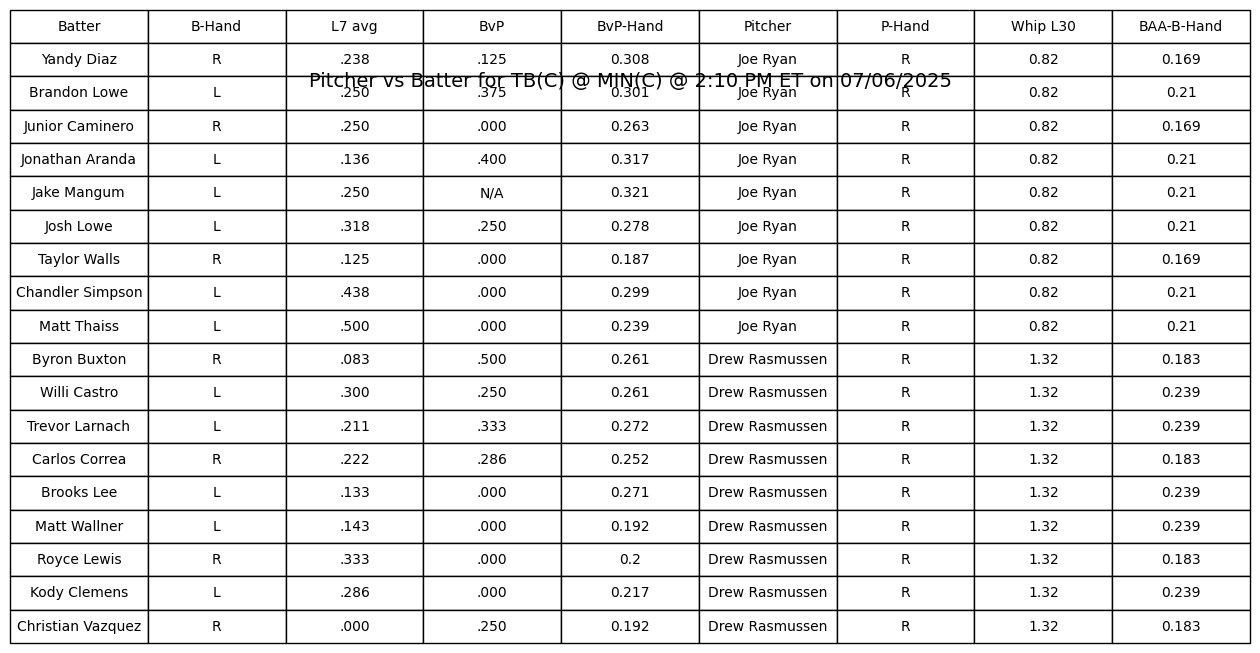 Batter B-Hand L7 avg BvP BvP-Hand Pitcher P-Hand Whip L30 BAA-B-Hand
Yandy Diaz R .238 .125 0.308 Joe Ryan R 0.82 0.169
Pitcher vs Batter for TB(C) @ MIN(C) @ 2:10 PM ET on 07/06/2025
Brandon Lowe L .250 .375 0.301 Joe Ryan R 0.82 0.21
Junior Caminero R .250 .000 0.263 Joe Ryan R 0.82 0.169
Jonathan Aranda L .136 .400 0.317 Joe Ryan R 0.82 0.21
Jake Mangum L .250 N/A 0.321 Joe Ryan R 0.82 0.21
Josh Lowe L .318 .250 0.278 Joe Ryan R 0.82 0.21
Taylor Walls R .125 .000 0.187 Joe Ryan R 0.82 0.169
Chandler Simpson L .438 .000 0.299 Joe Ryan R 0.82 0.21
Matt Thaiss L .500 .000 0.239 Joe Ryan R 0.82 0.21
Byron Buxton R .083 .500 0.261 Drew Rasmussen R 1.32 0.183
Willi Castro L .300 .250 0.261 Drew Rasmussen R 1.32 0.239
Trevor Larnach L .211 .333 0.272 Drew Rasmussen R 1.32 0.239
Carlos Correa R .222 .286 0.252 Drew Rasmussen R 1.32 0.183
Brooks Lee L .133 .000 0.271 Drew Rasmussen R 1.32 0.239
Matt Wallner L .143 .000 0.192 Drew Rasmussen R 1.32 0.239
Royce Lewis R .333 .000 0.2 Drew Rasmussen R 1.32 0.183
Kody Clemens L .286 .000 0.217 Drew Rasmussen R 1.32 0.239
Christian Vazquez R .000 .250 0.192 Drew Rasmussen R 1.32 0.183